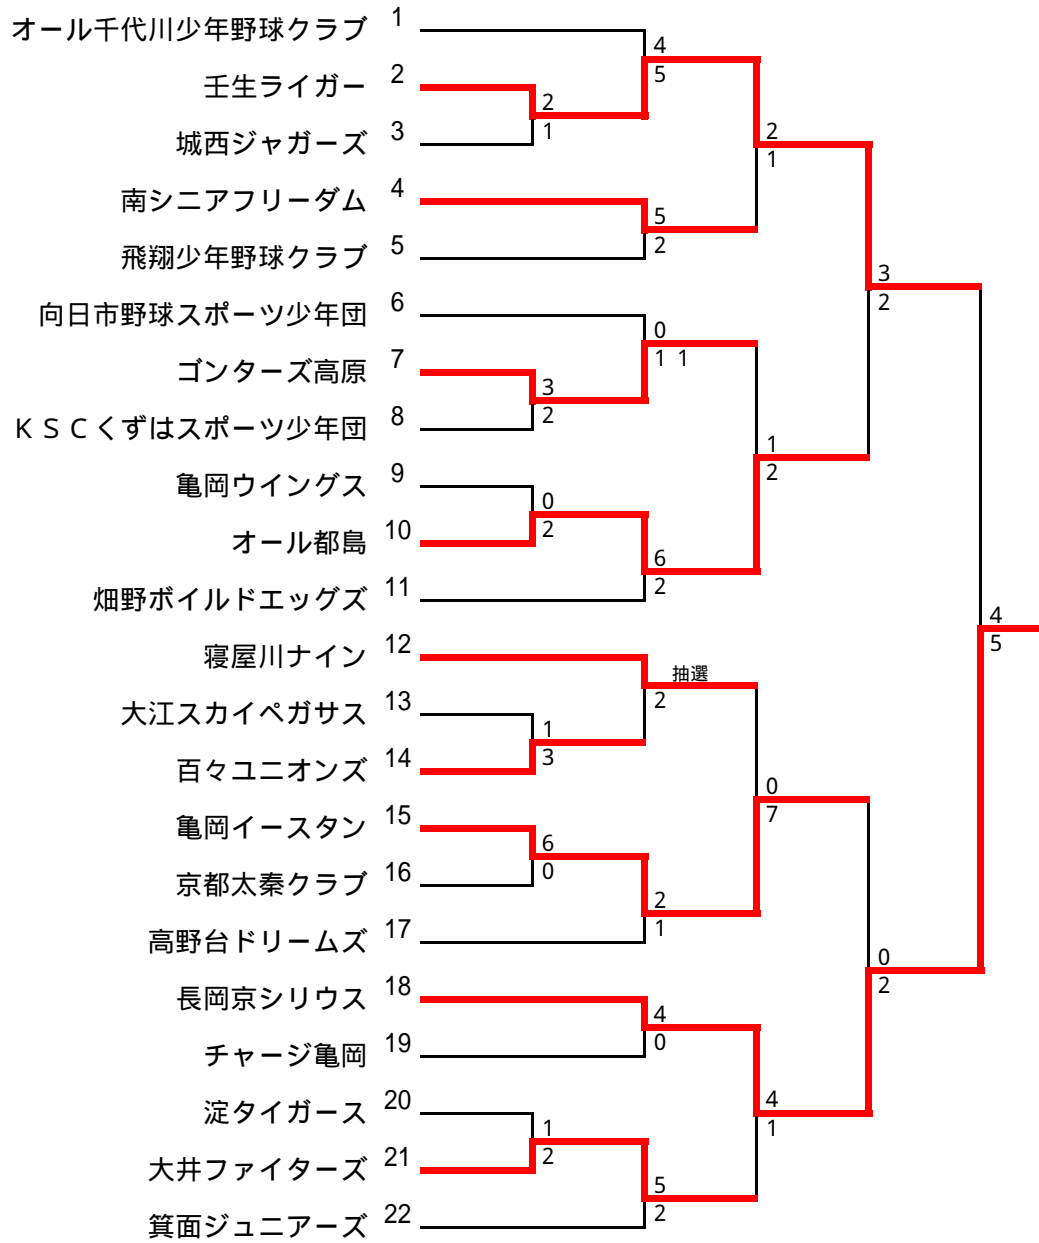 オール千代川少年野球クラブ 1
4
5
壬生ライガー 2
2
1
城西ジャガーズ 3
2
1
南シニアフリーダム 4
5
2
飛翔少年野球クラブ 5
3
2
向日市野球スポーツ少年団 6
0
1 1
ゴンターズ高原 7
3
2
ＫＳＣくずはスポーツ少年団 8
1
2
亀岡ウイングス 9
0
2
オール都島 10
6
2
畑野ボイルドエッグズ 11
4
5
寝屋川ナイン 12
抽選
2
大江スカイペガサス 13
1
3
百々ユニオンズ 14
0
7
亀岡イースタン 15
6
0
京都太秦クラブ 16
2
1
高野台ドリームズ 17
0
2
長岡京シリウス 18
4
0
チャージ亀岡 19
4
1
淀タイガース 20
1
2
大井ファイターズ 21
5
2
箕面ジュニアーズ 22